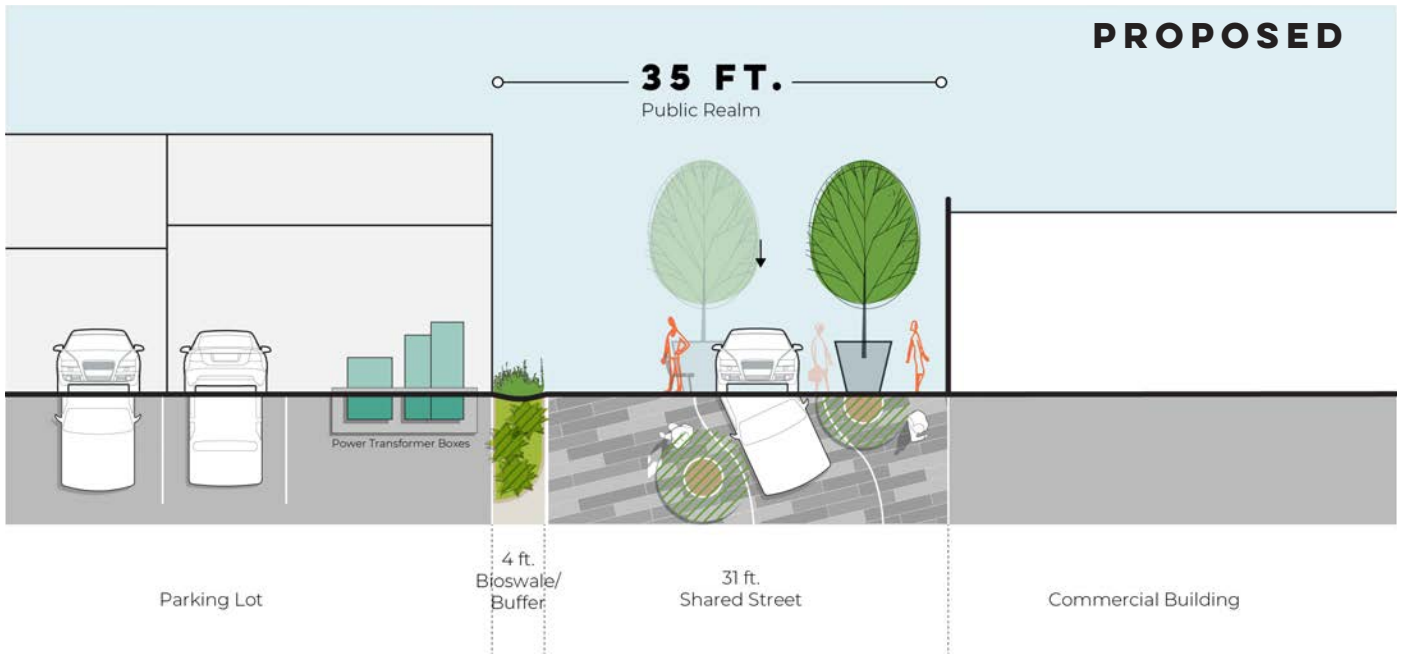 PROPOSED
35 FT.
Public Realm
Power Transformer Boxes
Parking Lot
4 ft.
Bioswale/
Buffer
31 ft.
Shared Street
Commercial Building